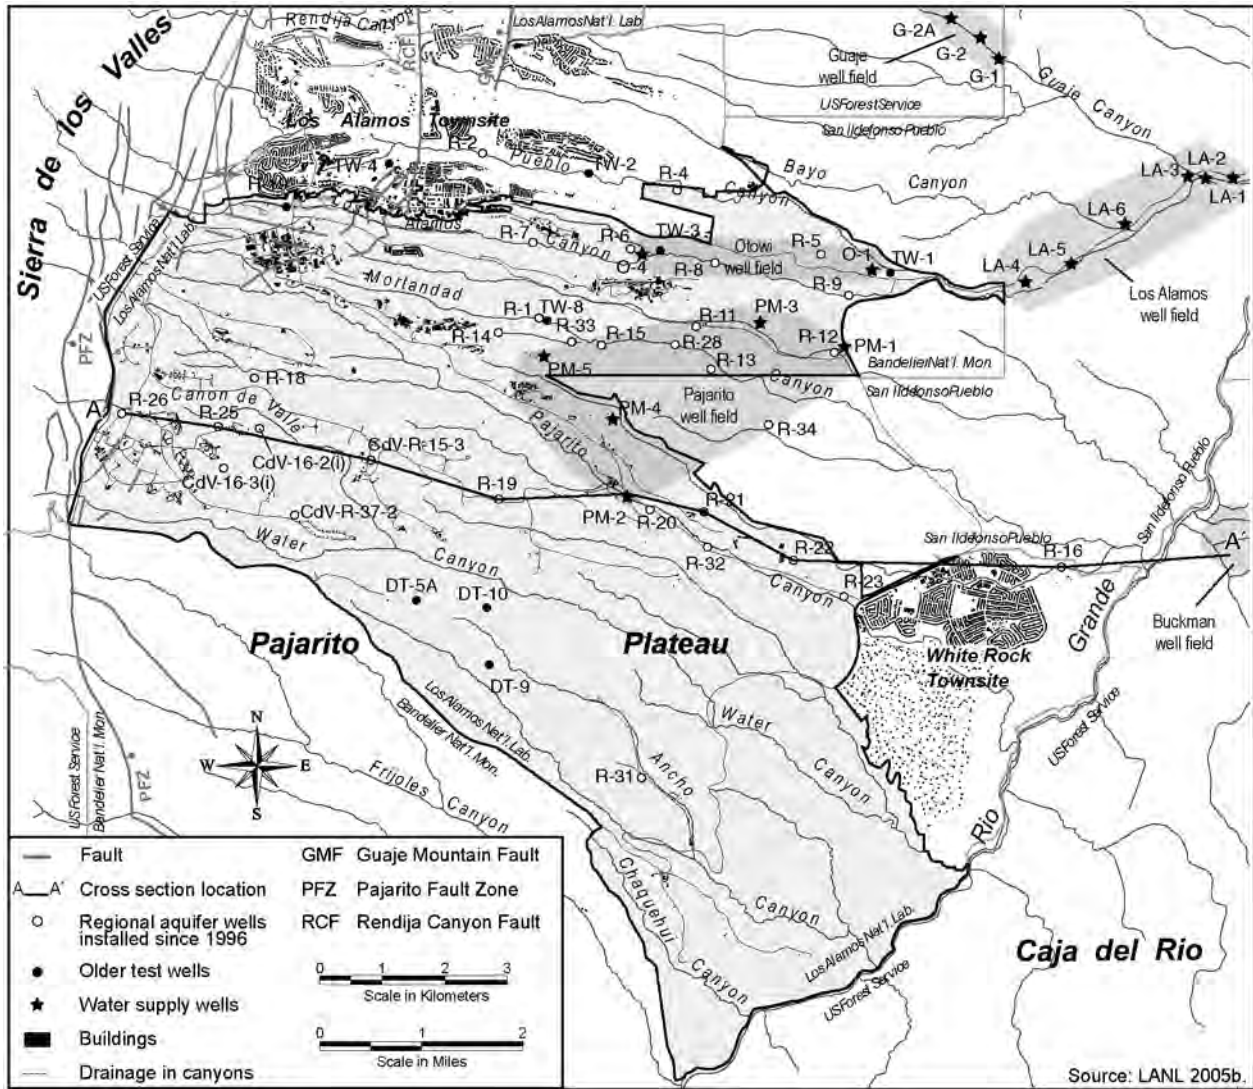 Rendija Canyon
Los Alamos Nat'l. Lab
RCF
Sierra de los Valles
G-2A
G-2
G-1
Guaje
well field
Guaje Canyon
US Forest Service
San Ildefonso Pueblo
Los Alamos Townsite
R-2
Pueblo
Canyon
TW-4
TW-2
R-4
Bayo
Canyon
LA-2
LA-3
LA-1
LA-6
LA-5
LA-4
Los Alamos
well field
US Forest Service
Los Alamos Nat'l. Lab.
Alamos
Canyon
R-7
R-6
TW-3
O-4
R-8
Otowi
well field
R-5
O-1
TW-1
R-9
Mortandad
Canyon
R-1
TW-8
R-14
R-33
R-15
R-11
R-28
PM-3
R-12
PM-1
R-13
Bandelier Nat'l. Mon.
San Ildefonso Pueblo
PM-5
PFZ
R-18
Cañon de Valle
A
R-26
R-25
Pajarito
Canyon
PM-4
Pajarito
well field
R-34
CdV-R-15-3
CdV-16-2(i)
CdV-16-3(i)
R-19
CdV-R-37-2
PM-2
R-20
R-21
R-32
R-22
R-23
San Ildefonso Pueblo
R-16
San Ildefonso Pueblo
A'
Buckman
well field
Water
Canyon
DT-5A
DT-10
DT-9
Pajarito Plateau
White Rock
Townsite
Rio Grande
US Forest Service
Los Alamos Nat'l. Lab.
Bandelier Nat'l. Mon.
Water
Canyon
R-31
Ancho
Canyon
N
W E
S
US Forest Service
Bandelier Nat'l. Mon
PFZ
Frijoles Canyon
Chaquehui
Canyon
Los Alamos Nat'l. Lab.
US Forest Service
Caja del Rio
Fault
GMF Guaje Mountain Fault
A A' Cross section location
PFZ Pajarito Fault Zone
Regional aquifer wells
installed since 1996
RCF Rendija Canyon Fault
Older test wells
0 1 2 3
Scale in Kilometers
Water supply wells
Buildings
0 1 2
Scale in Miles
Drainage in canyons
Source: LANL 2005b.